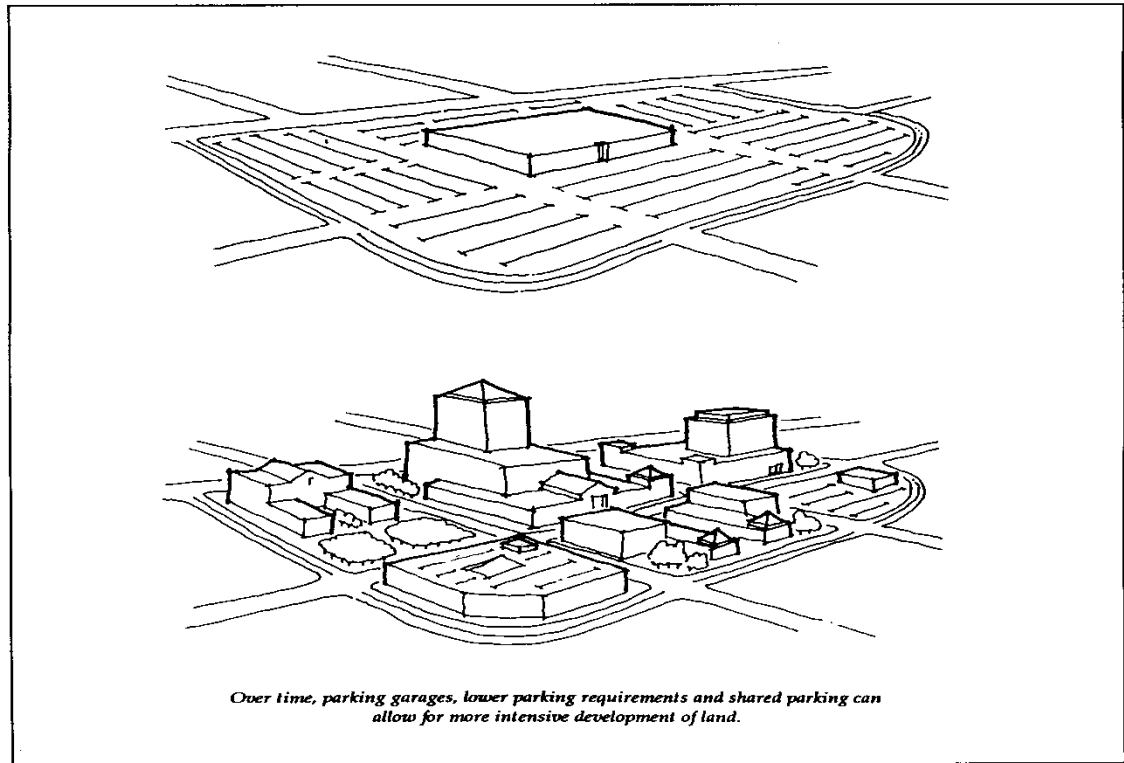 Over time, parking garages, lower parking requirements and shared parking can
allow for more intensive development of land.